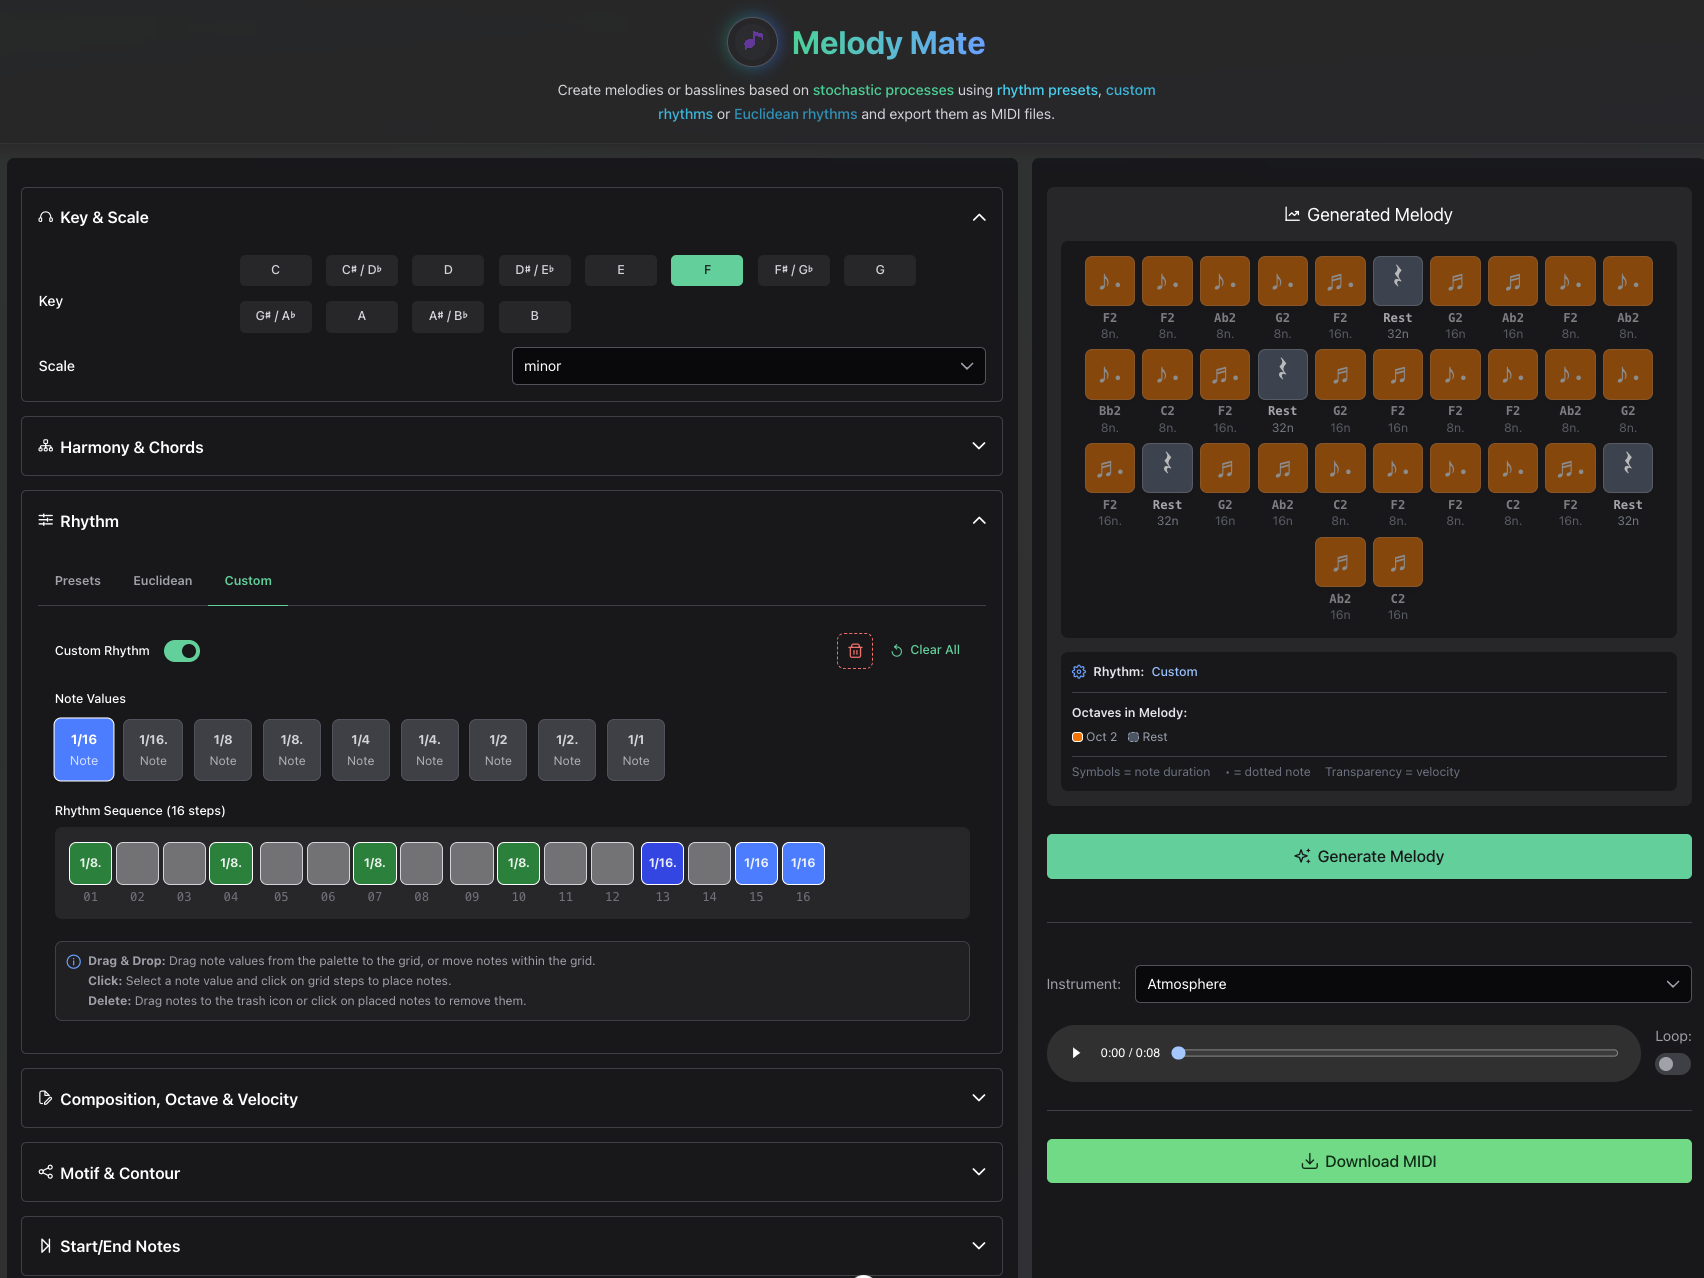 Melody Mate
Create melodies or basslines based on stochastic processes using rhythm presets, custom
rhythms or Euclidean rhythms and export them as MIDI files.
Key & Scale
Key
C C# / D♭ D D# / E♭ E F F# / G♭ G
G# / A♭ A A# / B♭ B
Scale
minor
Harmony & Chords
Rhythm
Presets Euclidean Custom
Custom Rhythm
Clear All
Note Values
1/16 1/16. 1/8 1/8. 1/4 1/4. 1/2 1/2. 1/1
Note Note Note Note Note Note Note Note Note
Rhythm Sequence (16 steps)
1/8. 1/8. 1/8. 1/8. 1/16. 1/16 1/16
01 02 03 04 05 06 07 08 09 10 11 12 13 14 15 16
Drag & Drop: Drag note values from the palette to the grid, or move notes within the grid.
Click: Select a note value and click on grid steps to place notes.
Delete: Drag notes to the trash icon or click on placed notes to remove them.
Composition, Octave & Velocity
Motif & Contour
Start/End Notes
Generated Melody
F2 F2 Ab2 G2 F2 Rest G2 Ab2 F2 Ab2
8n. 8n. 8n. 8n. 16n. 32n 16n 16n 8n. 8n.
Bb2 C2 F2 Rest G2 F2 F2 F2 Ab2 G2
8n. 8n. 16n. 32n 16n 16n 8n. 8n. 8n. 8n.
F2 Rest G2 Ab2 C2 F2 F2 C2 F2 Rest
16n. 32n 16n 16n 8n. 8n. 8n. 8n. 16n. 32n
Ab2 C2
16n 16n
Rhythm: Custom
Octaves in Melody:
Oct 2 Rest
Symbols = note duration • = dotted note Transparency = velocity
Generate Melody
Instrument:
Atmosphere
0:00 / 0:08
Loop:
Download MIDI